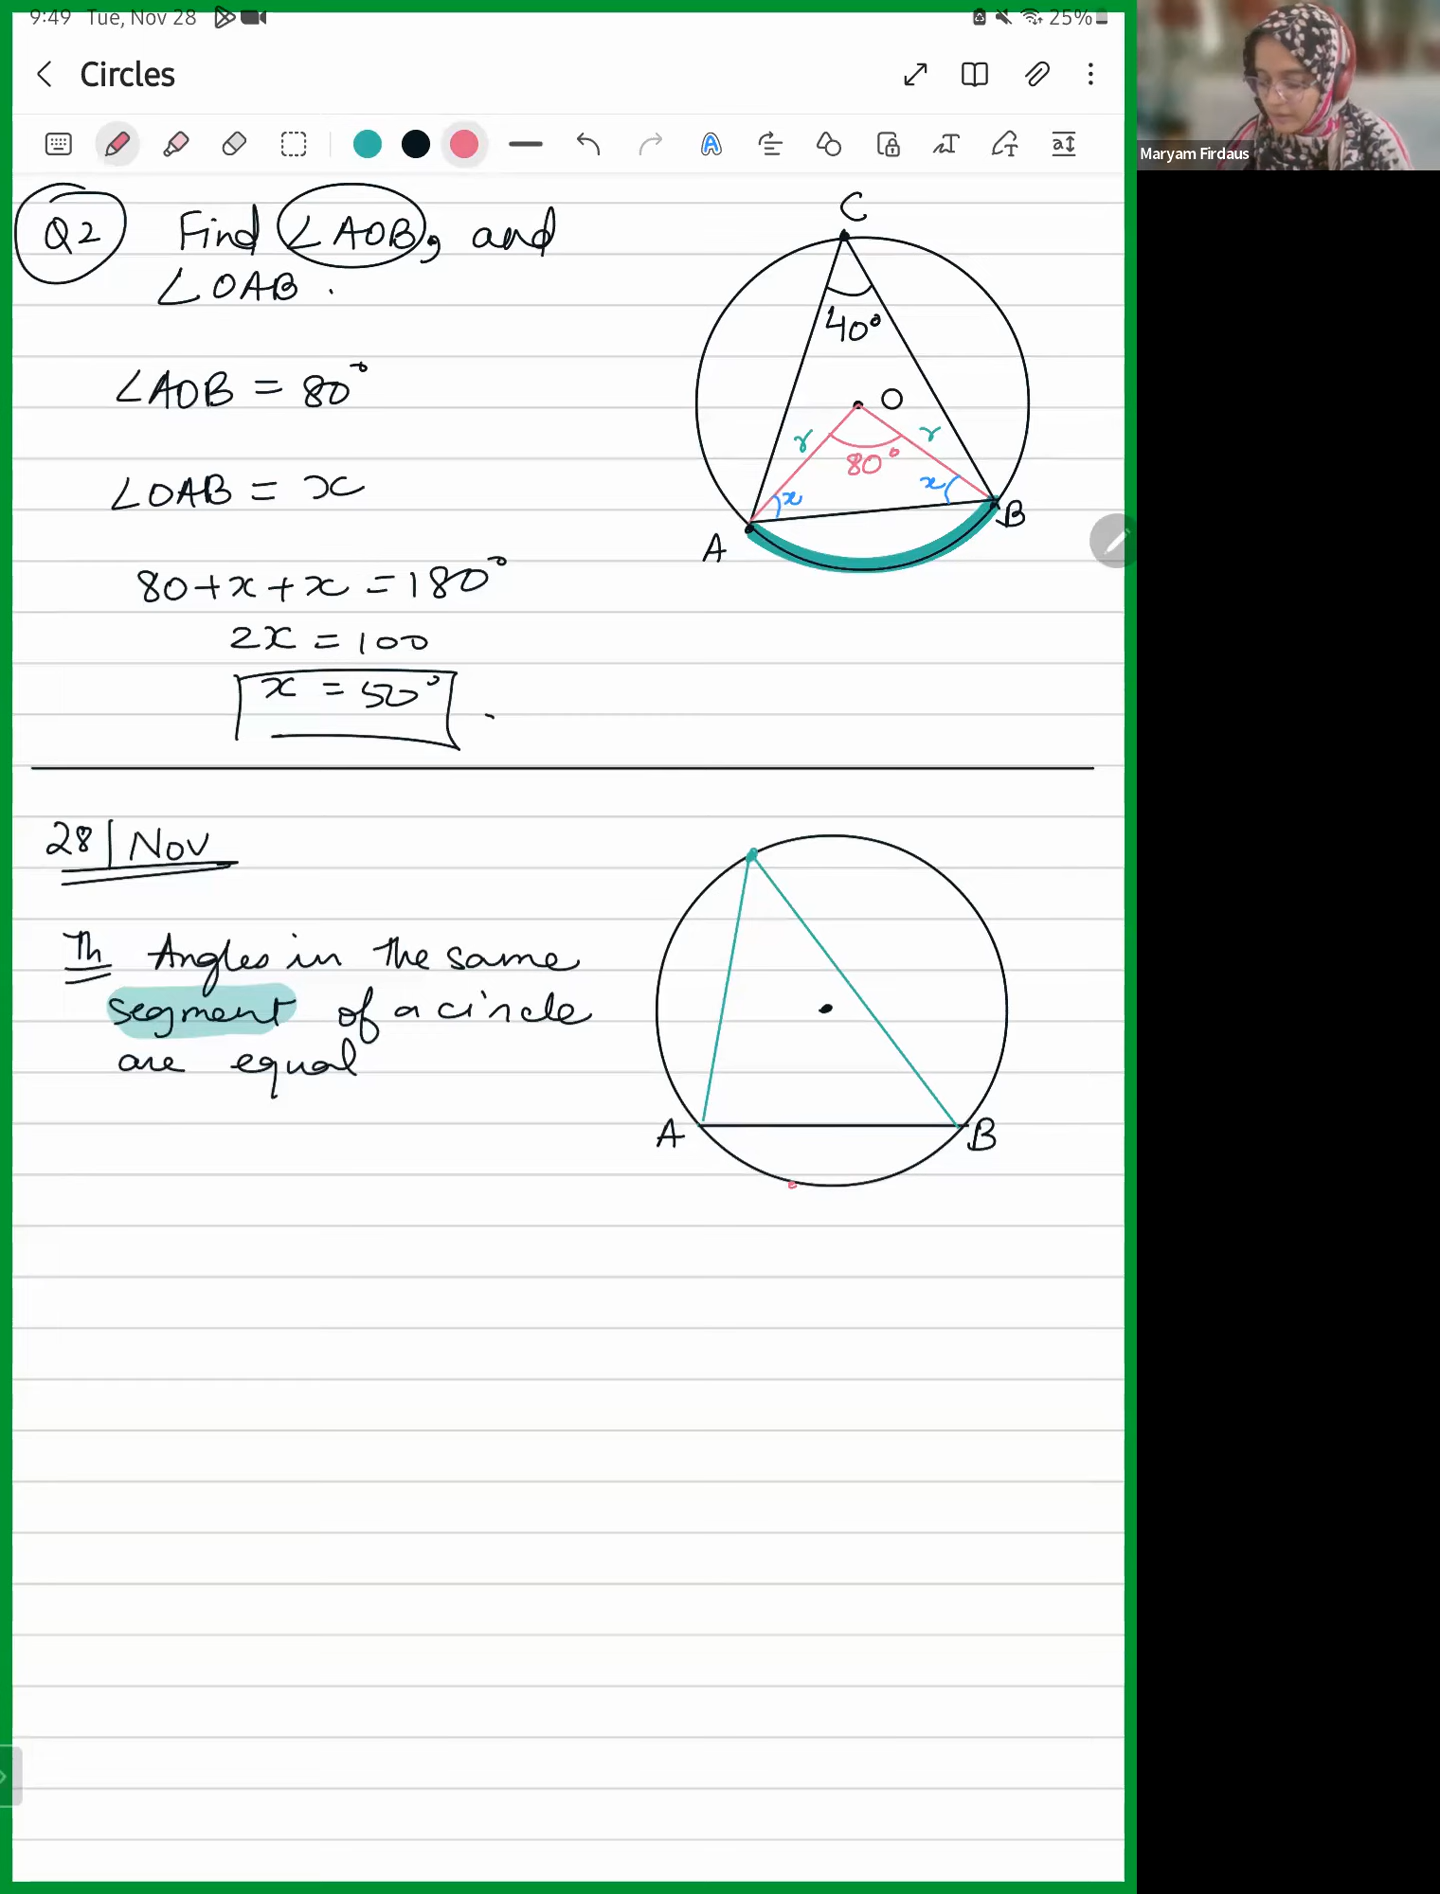 9:49 Tue, Nov 28
25%
Circles
Maryam Firdaus
Q2 Find ∠AOB, and
∠OAB.
∠AOB = 80°
∠OAB = x
80+x+x = 180°
2x = 100
x = 50°
C
40°
O
r
r
80°
x
x
A
B
28 | Nov
Th Angles in the same
segment of a circle
are equal
A
B